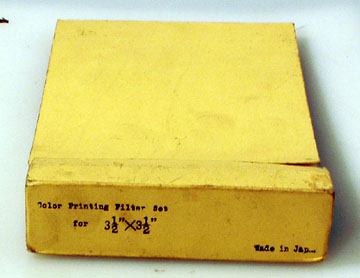 Color Printing Filter Set
for 3½"×3½"
Made in